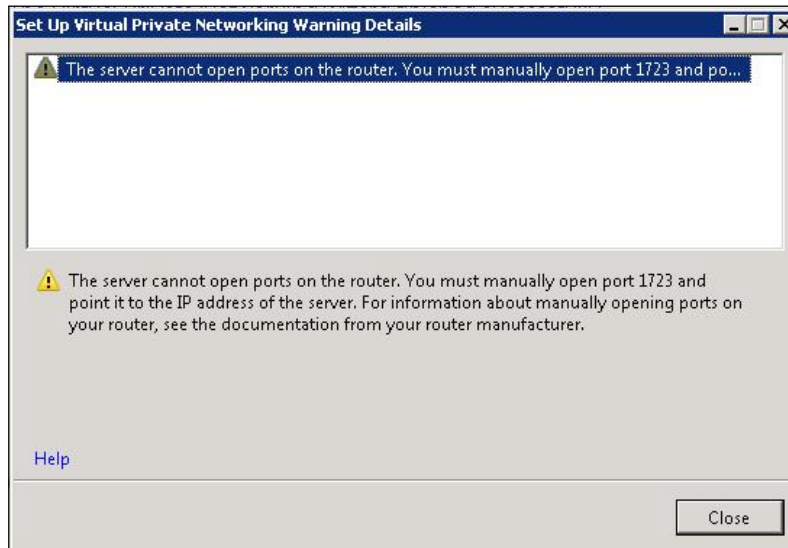 Set Up Virtual Private Networking Warning Details
The server cannot open ports on the router. You must manually open port 1723 and po...
The server cannot open ports on the router. You must manually open port 1723 and
point it to the IP address of the server. For information about manually opening ports on
your router, see the documentation from your router manufacturer.
Help
Close